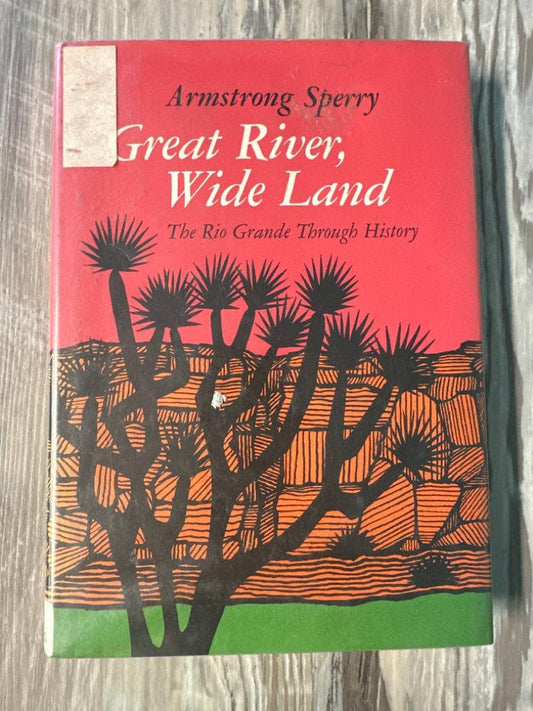 Armstrong Sperry
Great River,
Wide Land
The Rio Grande Through History